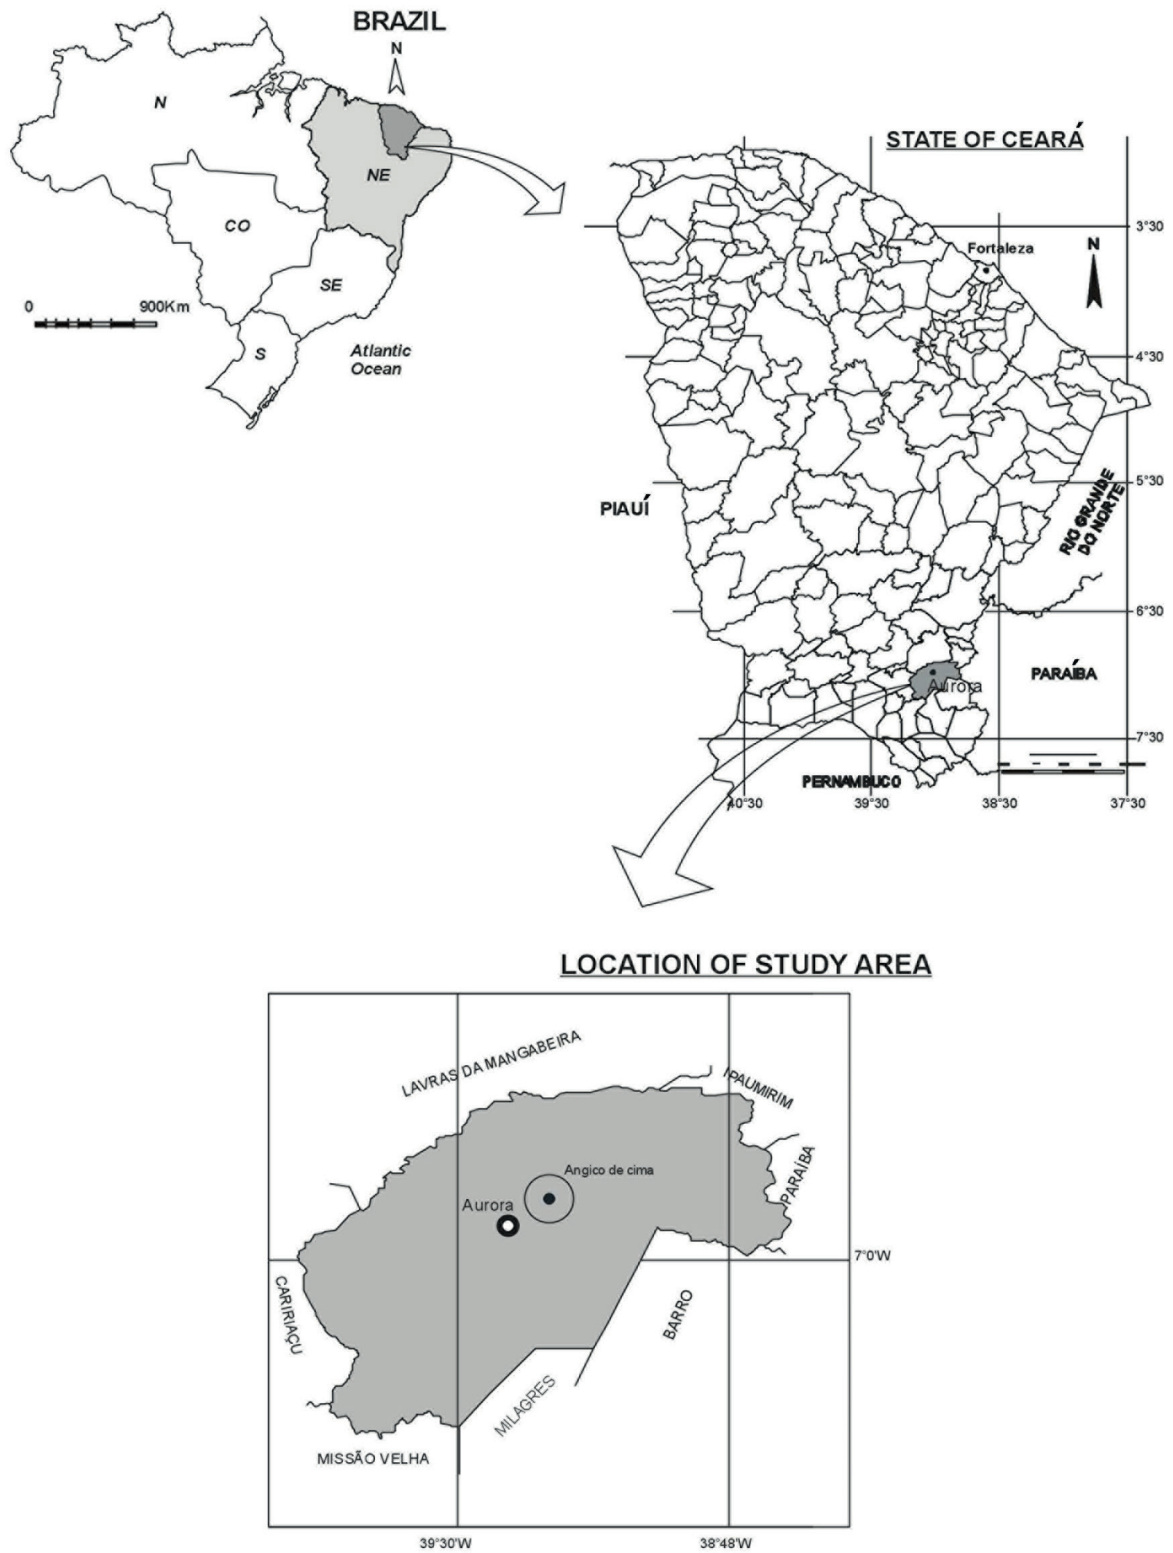 BRAZIL
N
N
NE
CO
SE
S
0 900Km
Atlantic
Ocean
STATE OF CEARÁ
3°30
Fortaleza
N
4°30
5°30
PIAUÍ
RIO GRANDE
DO NORTE
6°30
PARAÍBA
Aurora
7°30
PERNAMBUCO
40°30 39°30 38°30 37°30
LOCATION OF STUDY AREA
LAVRAS DA MANGABEIRA
IPAUMIRIM
PARAÍBA
Angico de cima
Aurora
7°0'W
CARIRIAÇU
BARRO
MILAGRES
MISSÃO VELHA
39°30'W 38°48'W